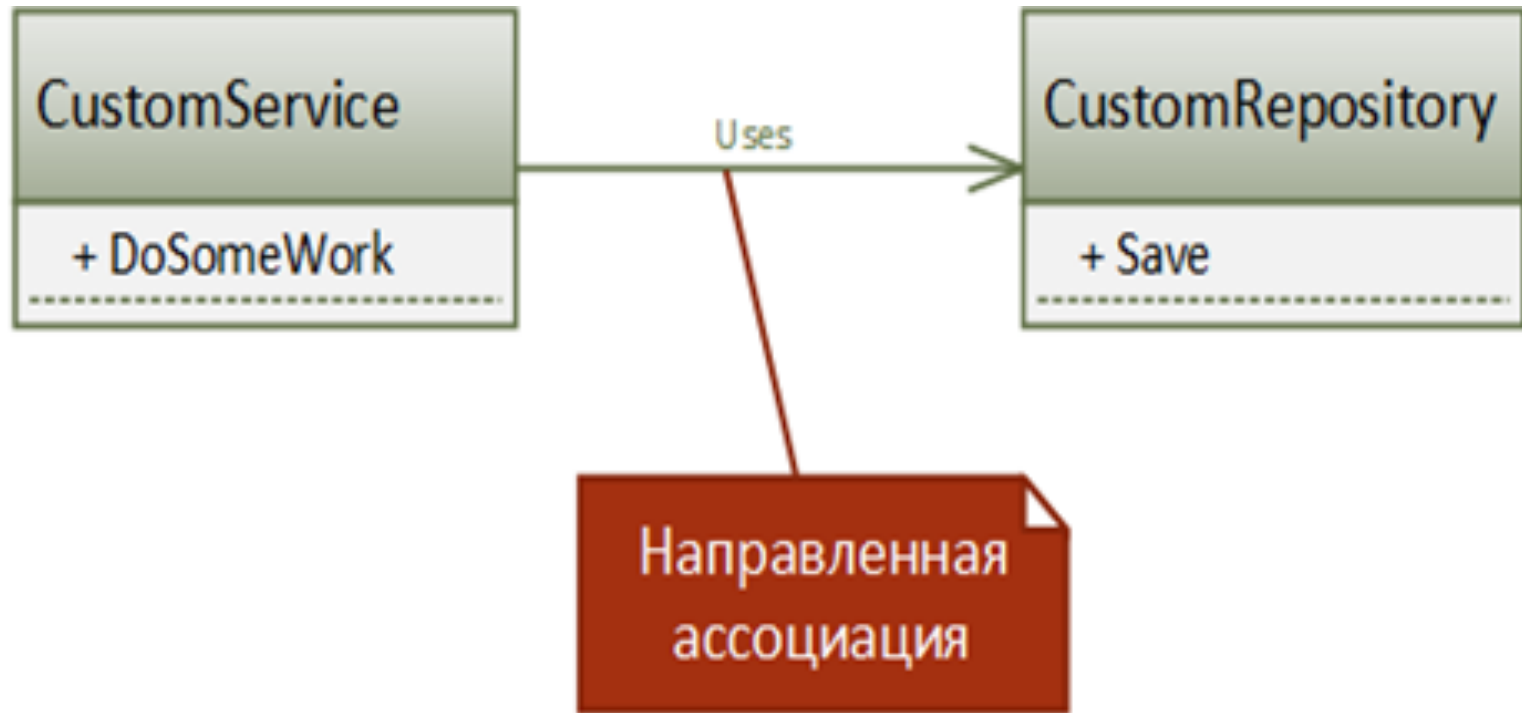 CustomService
+ DoSomeWork
Uses
CustomRepository
+ Save
Направленная
ассоциация